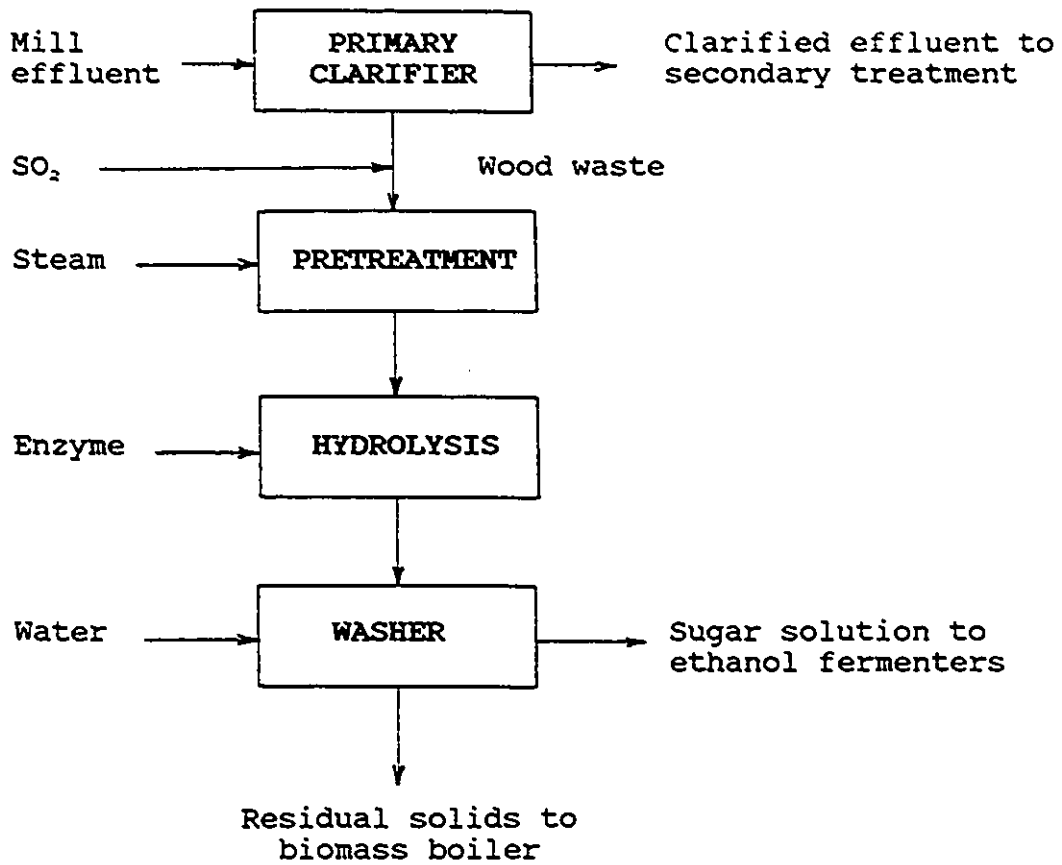 Mill
effluent
PRIMARY
CLARIFIER
Clarified effluent to
secondary treatment
SO₂
Wood waste
Steam
PRETREATMENT
Enzyme
HYDROLYSIS
Water
WASHER
Sugar solution to
ethanol fermenters
Residual solids to
biomass boiler